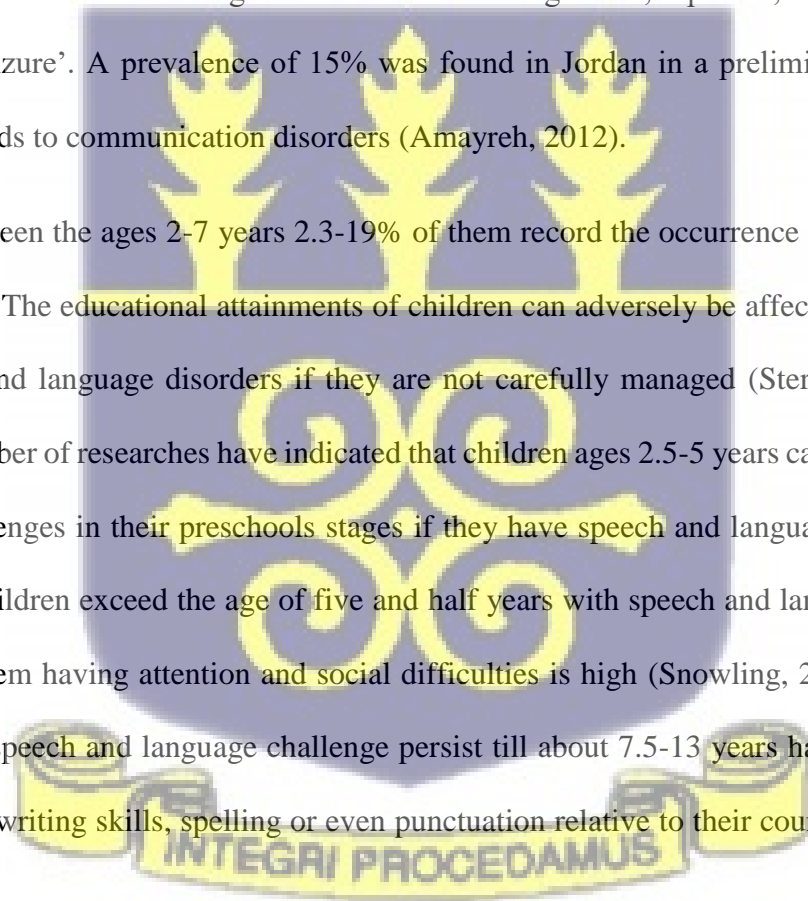 zure’. A prevalence of 15% was found in Jordan in a prelimi
ds to communication disorders (Amayreh, 2012).
een the ages 2-7 years 2.3-19% of them record the occurrence
The educational attainments of children can adversely be affec
nd language disorders if they are not carefully managed (Ster
ber of researches have indicated that children ages 2.5-5 years ca
enges in their preschools stages if they have speech and langua
ildren exceed the age of five and half years with speech and lan
em having attention and social difficulties is high (Snowling, 2
speech and language challenge persist till about 7.5-13 years ha
writing skills, spelling or even punctuation relative to their cou
INTEGRI PROCEDAMUS